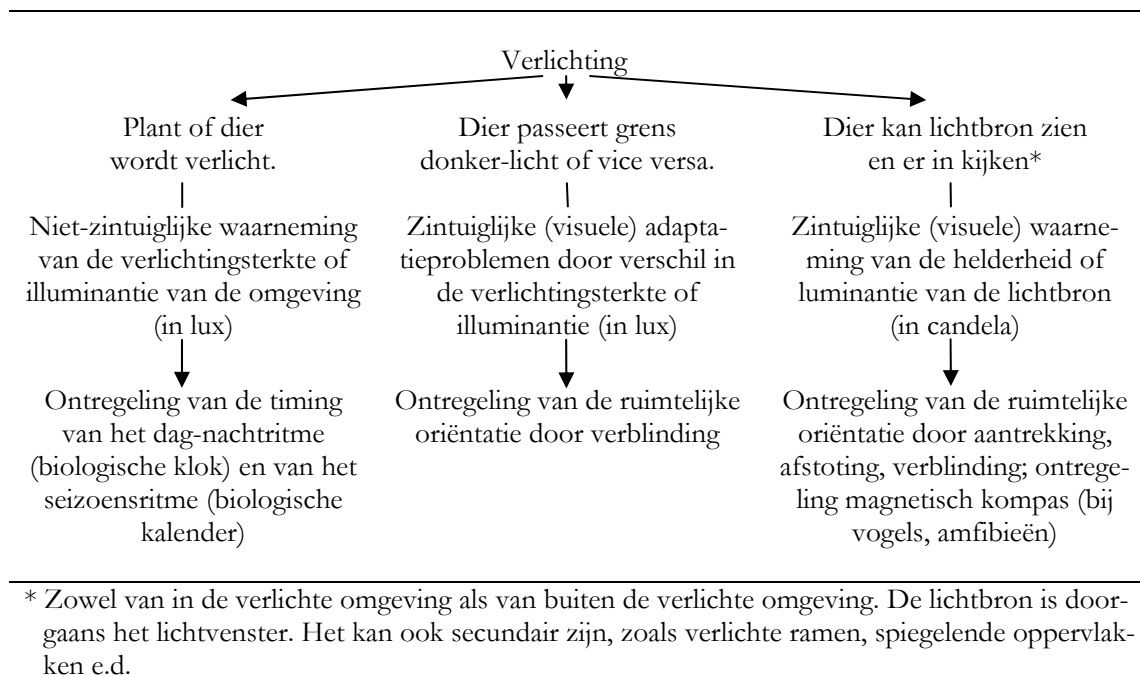 Verlichting
Plant of dier
wordt verlicht.
Niet-zintuiglijke waarneming
van de verlichtingsterkte of
illuminantie van de omgeving
(in lux)
Ontregeling van de timing
van het dag-nachtritme
(biologische klok) en van het
seizoensritme (biologische
kalender)
Dier passeert grens
donker-licht of vice versa.
Zintuiglijke (visuele) adapta-
tieproblemen door verschil in
de verlichtingsterkte of
illuminantie (in lux)
Ontregeling van de ruimtelijke
oriëntatie door verblinding
Dier kan lichtbron zien
en er in kijken*
Zintuiglijke (visuele) waarne-
ming van de helderheid of
luminantie van de lichtbron
(in candela)
Ontregeling van de ruimtelijke
oriëntatie door aantrekking,
afstoting, verblinding; ontrege-
ling magnetisch kompas (bij
vogels, amfibieën)
* Zowel van in de verlichte omgeving als van buiten de verlichte omgeving. De lichtbron is door-
gaans het lichtvenster. Het kan ook secundair zijn, zoals verlichte ramen, spiegelende oppervlak-
ken e.d.